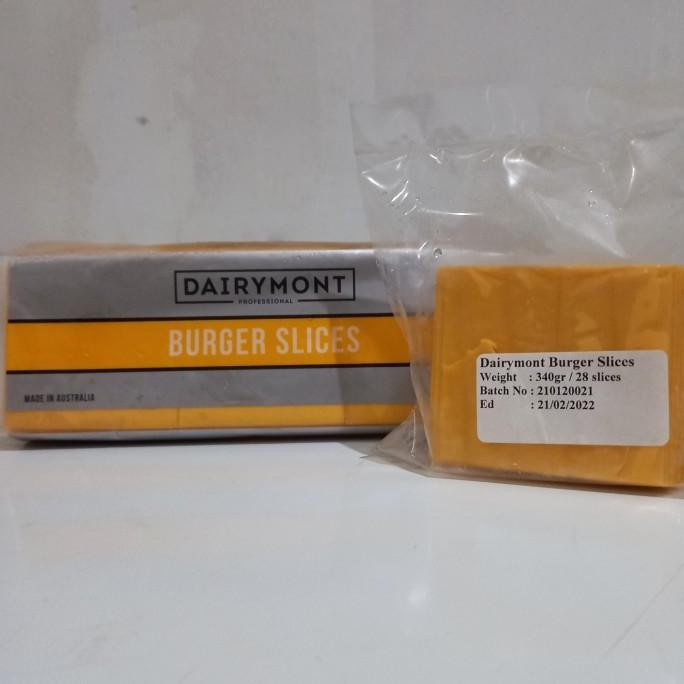 DAIRYMONT
PROFESSIONAL
BURGER SLICES
MADE IN AUSTRALIA
Dairymont Burger Slices
Weight : 340gr / 28 slices
Batch No : 210120021
Ed : 21/02/2022